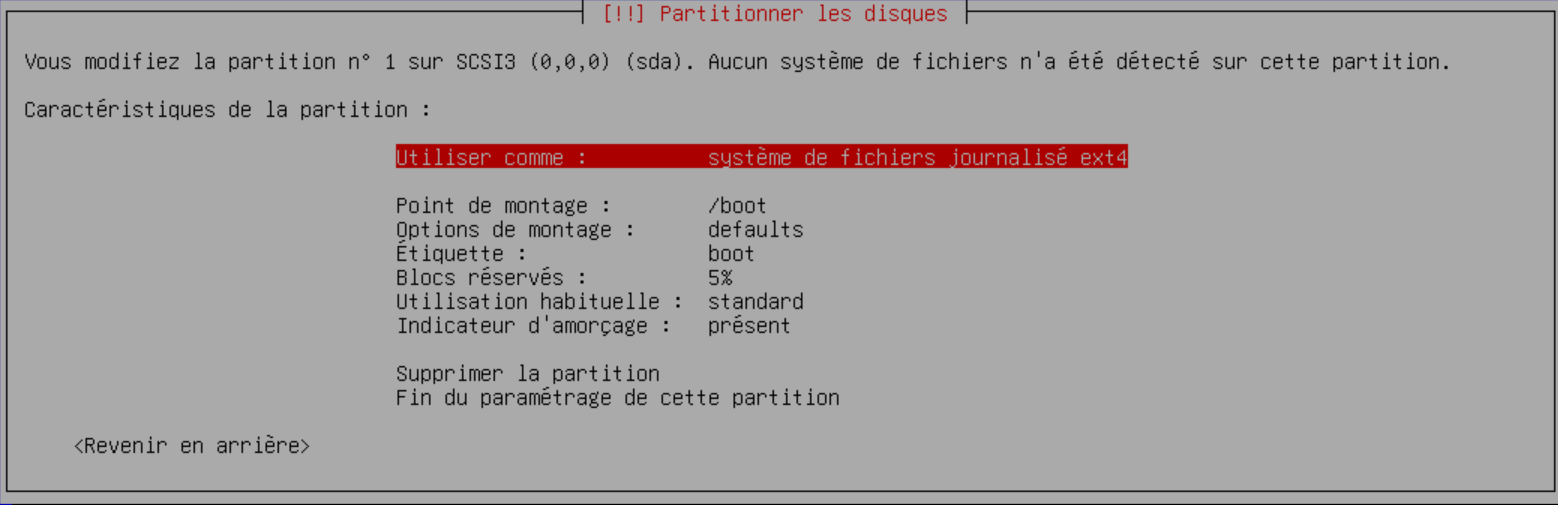 [!!] Partitionner les disques
Vous modifiez la partition n° 1 sur SCSI3 (0,0,0) (sda). Aucun système de fichiers n'a été détecté sur cette partition.
Caractéristiques de la partition :
Utiliser comme : système de fichiers journalisé ext4
Point de montage : /boot
Options de montage : defaults
Étiquette : boot
Blocs réservés : 5%
Utilisation habituelle : standard
Indicateur d'amorçage : présent
Supprimer la partition
Fin du paramétrage de cette partition
<Revenir en arrière>